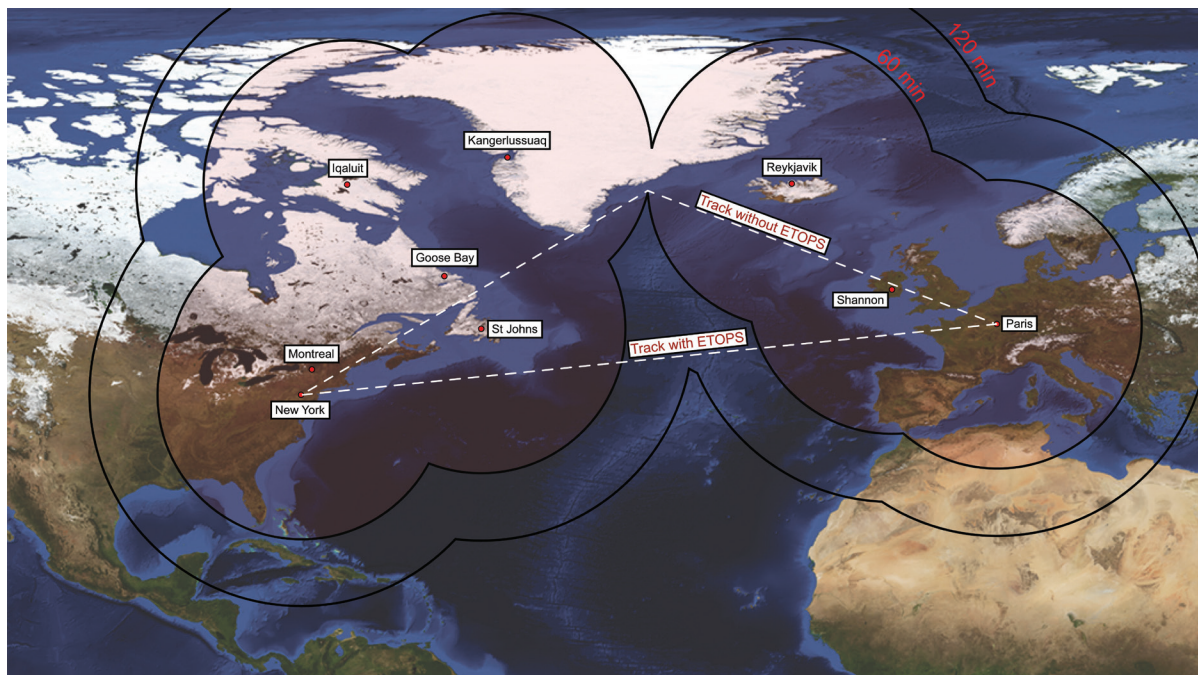 120 min
60 min
Kangerlussuaq
Iqaluit
Reykjavik
Track without ETOPS
Goose Bay
Shannon
St Johns
Paris
Track with ETOPS
Montreal
New York